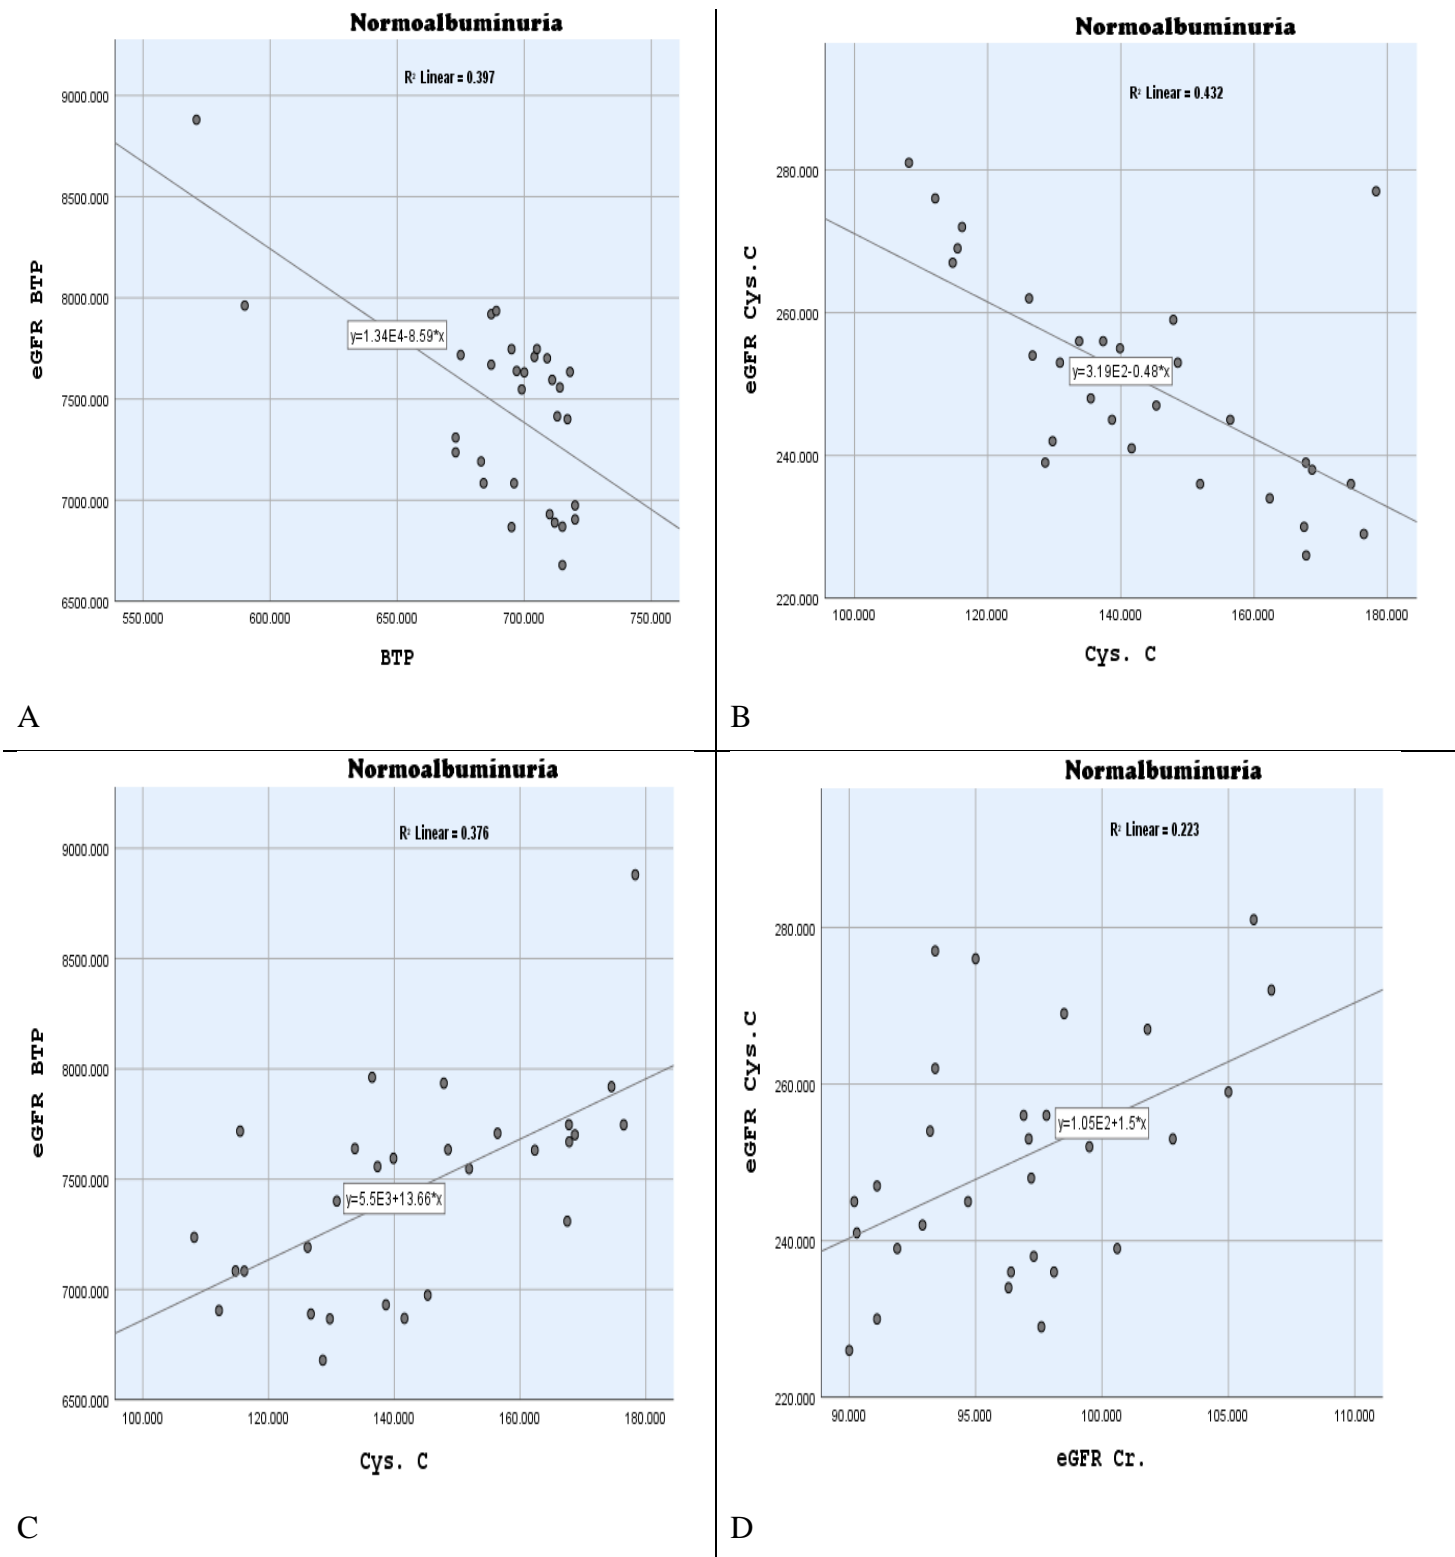 Normoalbuminuria
R² Linear = 0.397
9000.000
8500.000
8000.000
7500.000
7000.000
6500.000
eGFR BTP
y=1.34E4-8.59*x
550.000 600.000 650.000 700.000 750.000
BTP
A
Normoalbuminuria
R² Linear = 0.432
280.000
260.000
240.000
220.000
eGFR Cys.C
y=3.19E2-0.48*x
100.000 120.000 140.000 160.000 180.000
Cys. C
B
Normoalbuminuria
R² Linear = 0.376
9000.000
8500.000
8000.000
7500.000
7000.000
6500.000
eGFR BTP
y=5.5E3+13.66*x
100.000 120.000 140.000 160.000 180.000
Cys. C
C
Normalbuminuria
R² Linear = 0.223
280.000
260.000
240.000
220.000
eGFR Cys.C
y=1.05E2+1.5*x
90.000 95.000 100.000 105.000 110.000
eGFR Cr.
D